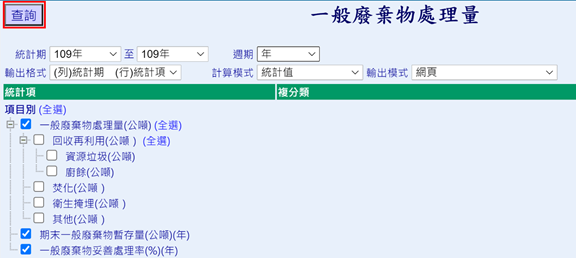 查詢 一般廢棄物處理量
統計期 109年 至 109年 週期 年
輸出格式 (列)統計期 (行)統計項 計算模式 統計值 輸出模式 網頁
統計項 複分類
項目別 (全選)
一般廢棄物處理量(公噸) (全選)
回收再利用(公噸 ) (全選)
資源垃圾(公噸)
廚餘(公噸)
焚化(公噸 )
衛生掩埋(公噸 )
其他(公噸 )
期末一般廢棄物暫存量(公噸)(年)
一般廢棄物妥善處理率(%)(年)